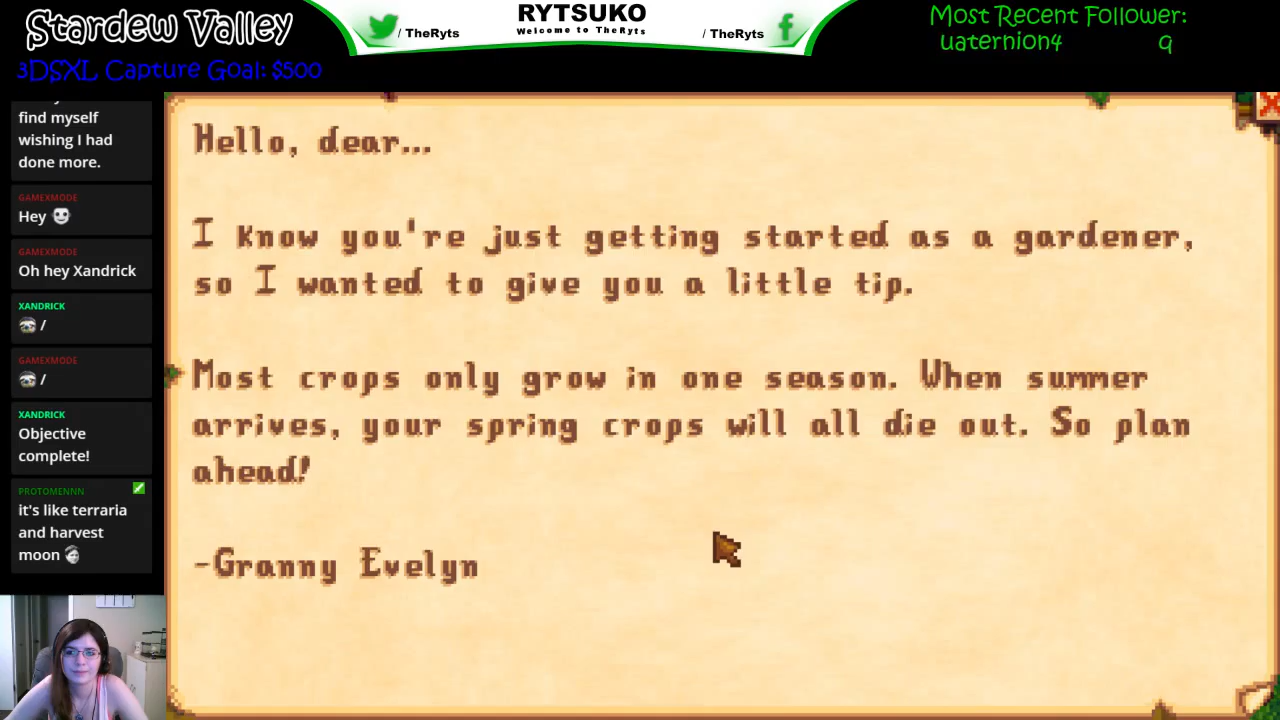 Stardew Valley
3DSXL Capture Goal: $500
/ TheRyts
RYTSUKO
Welcome to TheRyts
/ TheRyts
Most Recent Follower:
uaternion4 q
find myself
wishing I had
done more.
GAMEXMODE
Hey
GAMEXMODE
Oh hey Xandrick
XANDRICK
/
GAMEXMODE
/
XANDRICK
Objective
complete!
PROTOMENNN
it's like terraria
and harvest
moon
Hello, dear...
I know you're just getting started as a gardener,
so I wanted to give you a little tip.
Most crops only grow in one season. When summer
arrives, your spring crops will all die out. So plan
ahead!
-Granny Evelyn